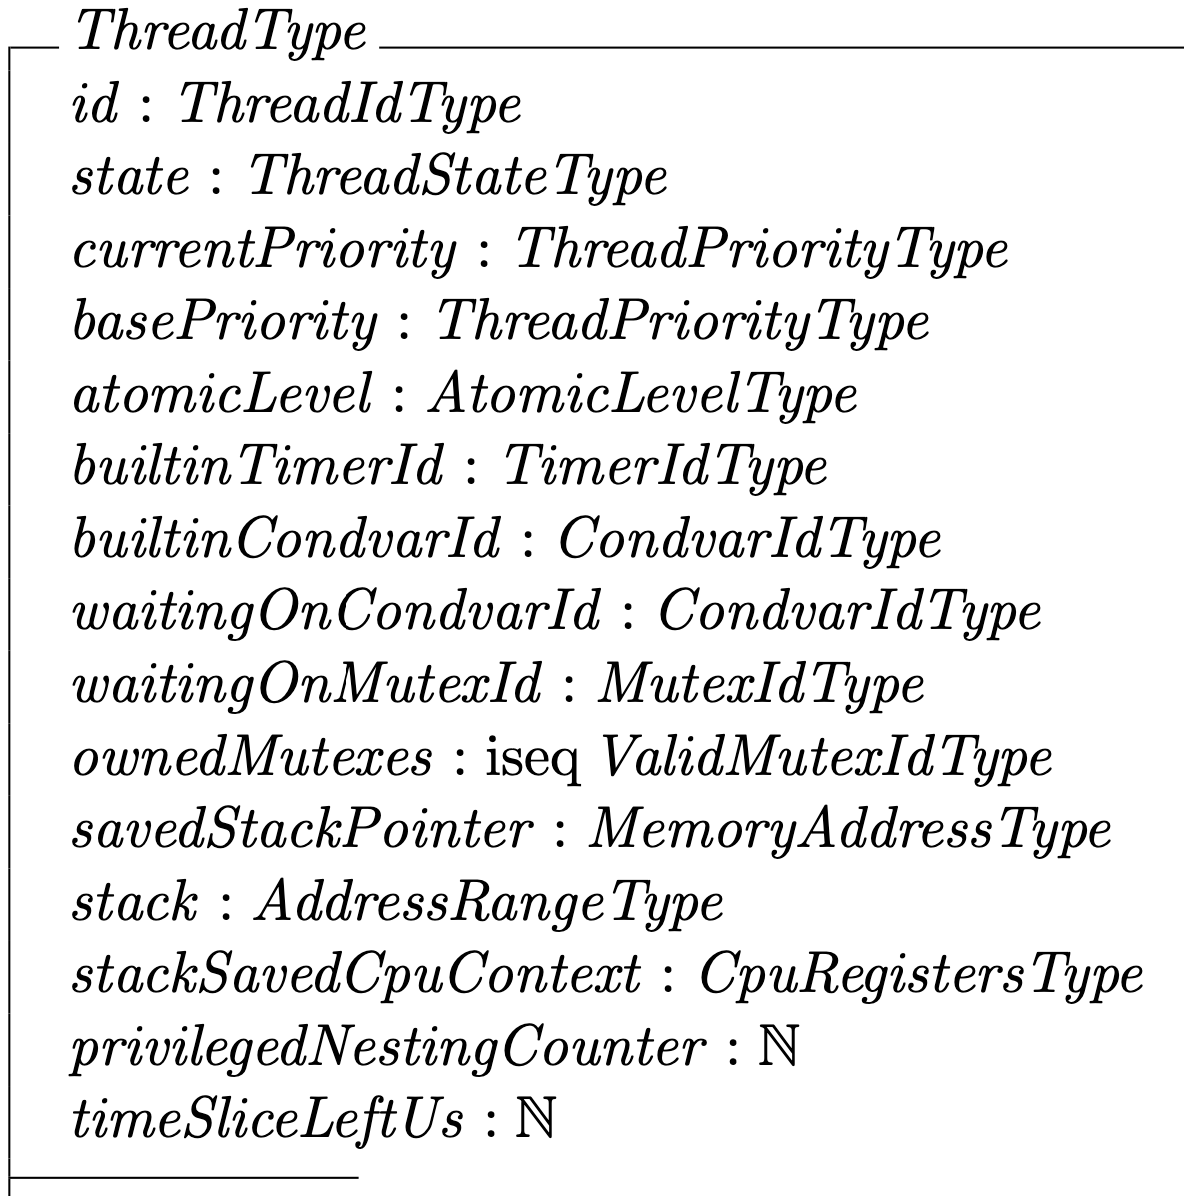 ThreadType
id : ThreadIdType
state : ThreadStateType
currentPriority : ThreadPriorityType
basePriority : ThreadPriorityType
atomicLevel : AtomicLevelType
builtinTimerId : TimerIdType
builtinCondvarId : CondvarIdType
waitingOnCondvarId : CondvarIdType
waitingOnMutexId : MutexIdType
ownedMutexes : iseq ValidMutexIdType
savedStackPointer : MemoryAddressType
stack : AddressRangeType
stackSavedCpuContext : CpuRegistersType
privilegedNestingCounter : ℕ
timeSliceLeftUs : ℕ